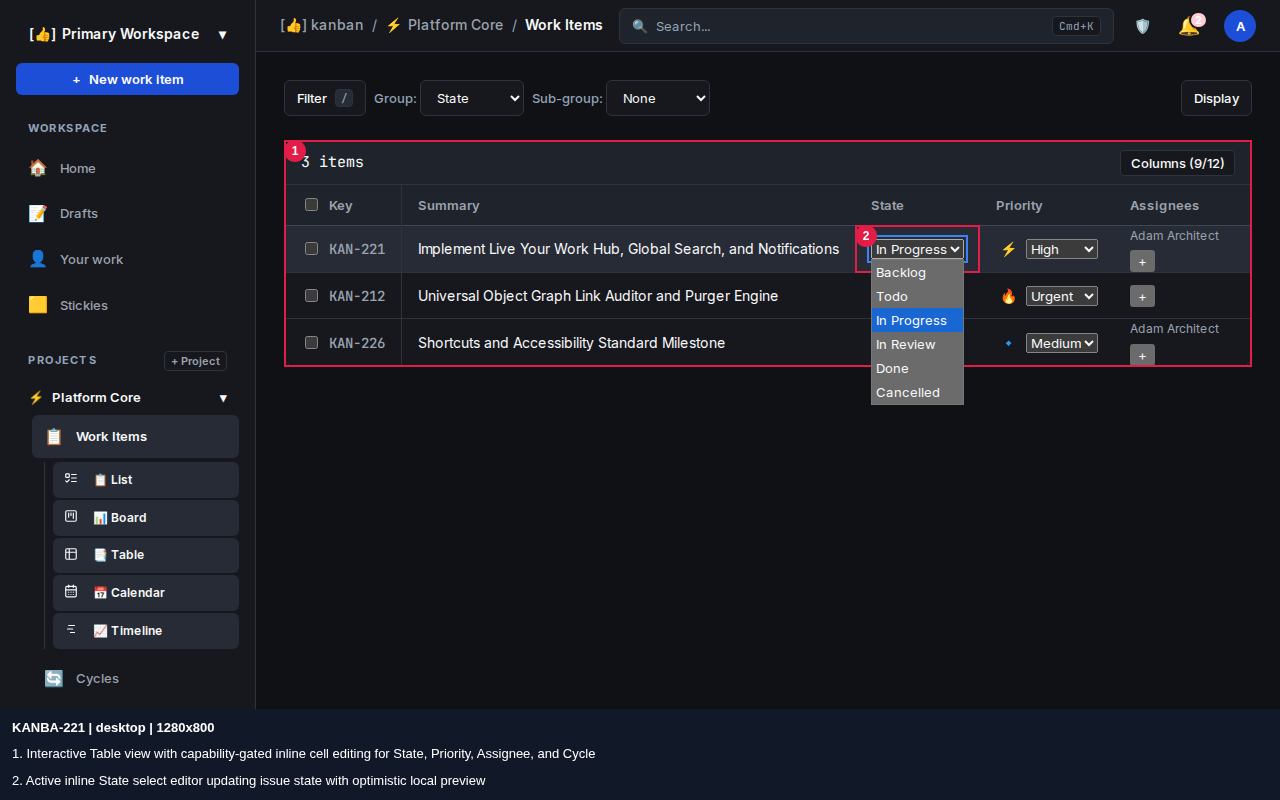 [👍] Primary Workspace ▼
+ New work item
WORKSPACE
🏠 Home
📝 Drafts
👤 Your work
🟨 Stickies
PROJECTS + Project
⚡ Platform Core ▼
📋 Work Items
📋 List
📊 Board
📑 Table
📅 Calendar
📈 Timeline
🔄 Cycles
[👍] kanban / ⚡ Platform Core / Work Items
🔍 Search... Cmd+K
🛡️ 🔔 2 A
Filter / Group: State Sub-group: None Display
1
3 items Columns (9/12)
Key Summary State Priority Assignees
KAN-221 Implement Live Your Work Hub, Global Search, and Notifications 2 In Progress ⚡ High Adam Architect +
KAN-212 Universal Object Graph Link Auditor and Purger Engine 🔥 Urgent +
KAN-226 Shortcuts and Accessibility Standard Milestone 🔹 Medium Adam Architect +
Backlog
Todo
In Progress
In Review
Done
Cancelled
KANBA-221 | desktop | 1280x800
1. Interactive Table view with capability-gated inline cell editing for State, Priority, Assignee, and Cycle
2. Active inline State select editor updating issue state with optimistic local preview